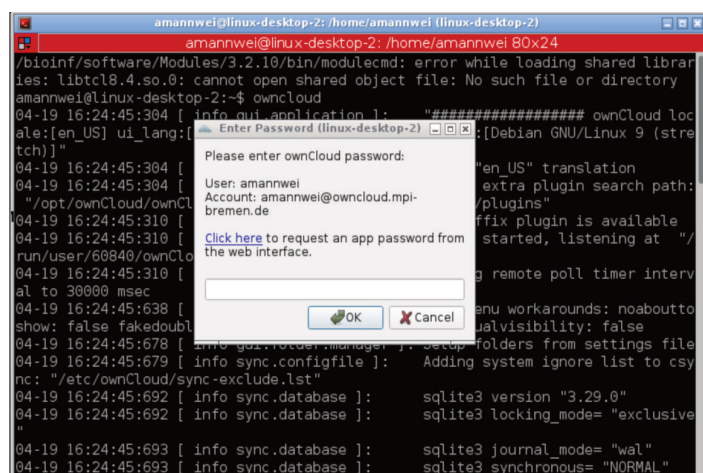 amannwei@linux-desktop-2: /home/amannwei (linux-desktop-2)
amannwei@linux-desktop-2: /home/amannwei 80x24
/bioinf/software/Modules/3.2.10/bin/modulecmd: error while loading shared librar
ies: libtcl8.4.so.0: cannot open shared object file: No such file or directory
amannwei@linux-desktop-2:~$ owncloud
04-19 16:24:45:304 [ info gui.application ]: "################## ownCloud loc
ale:[en_US] ui_lang:[ :[Debian GNU/Linux 9 (stre
tch)]"
04-19 16:24:45:304 [ "en_US" translation
04-19 16:24:45:304 [ extra plugin search path:
"/opt/ownCloud/ownCl /plugins"
04-19 16:24:45:310 [ ffix plugin is available
04-19 16:24:45:310 [ started, listening at "/
run/user/60840/ownClo
04-19 16:24:45:310 [ g remote poll timer interv
al to 30000 msec
04-19 16:24:45:638 [ enu workarounds: noaboutto
show: false fakedoubl ualvisibility: false
04-19 16:24:45:678 [ info gui.folder.manager ]: Setup folders from settings file
04-19 16:24:45:679 [ info sync.configfile ]: Adding system ignore list to csy
nc: "/etc/ownCloud/sync-exclude.lst"
04-19 16:24:45:692 [ info sync.database ]: sqlite3 version "3.29.0"
04-19 16:24:45:692 [ info sync.database ]: sqlite3 locking_mode= "exclusive
"
04-19 16:24:45:693 [ info sync.database ]: sqlite3 journal_mode= "wal"
04-19 16:24:45:693 [ info sync.database ]: sqlite3 synchronous= "NORMAL"
Enter Password (linux-desktop-2)
Please enter ownCloud password:
User: amannwei
Account: amannwei@owncloud.mpi-
bremen.de
Click here to request an app password from
the web interface.
OK
Cancel